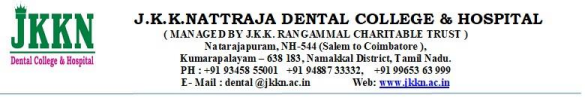 JKKN
Dental College & Hospital
J.K.K.NATTRAJA DENTAL COLLEGE & HOSPITAL
( MANAGED BY J.K.K. RANGAMMAL CHARITABLE TRUST )
Natarajapuram, NH-544 (Salem to Coimbatore ),
Kumarapalayam – 638 183, Namakkal District, Tamil Nadu.
PH : +91 93458 55001 +91 94887 33332, +91 99653 63 999
E- Mail : dental @jkkn.ac.in Web: www.jkkn.ac.in